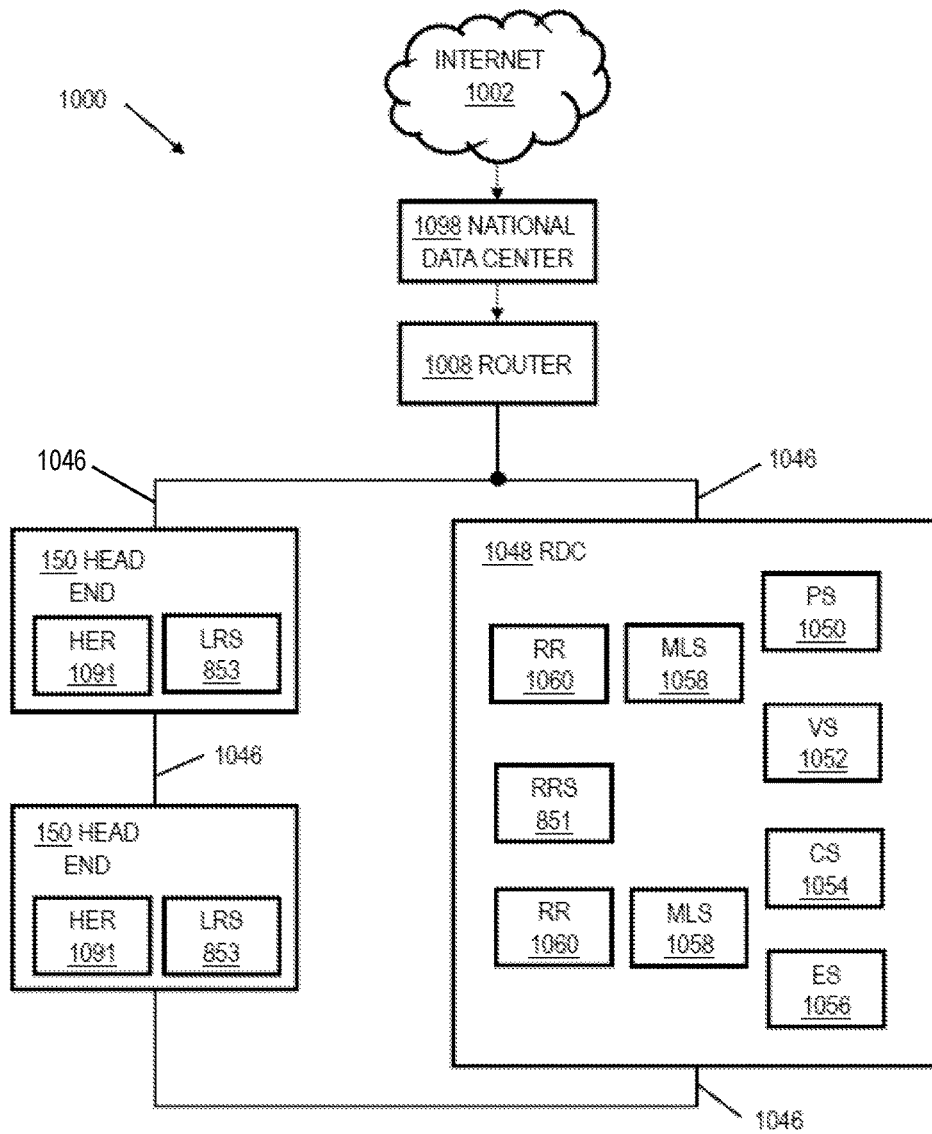 INTERNET
1002
1000
1098 NATIONAL
DATA CENTER
1008 ROUTER
1046
1046
150 HEAD
END
HER
1091
LRS
853
1046
150 HEAD
END
HER
1091
LRS
853
1048 RDC
PS
1050
RR
1060
MLS
1058
VS
1052
RRS
851
CS
1054
RR
1060
MLS
1058
ES
1056
1046